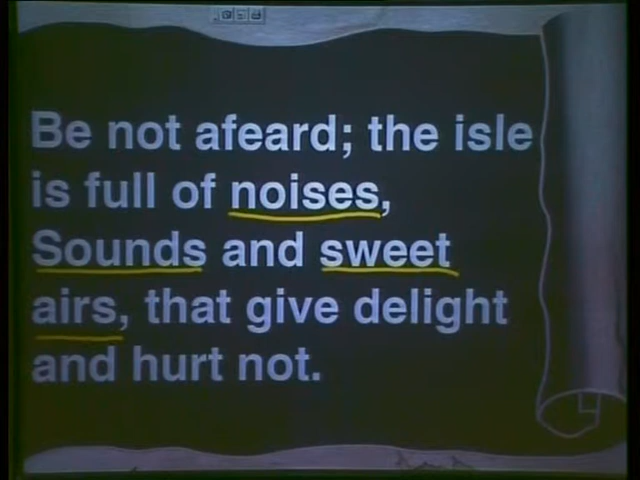 Be not afeard; the isle
is full of noises,
Sounds and sweet
airs, that give delight
and hurt not.